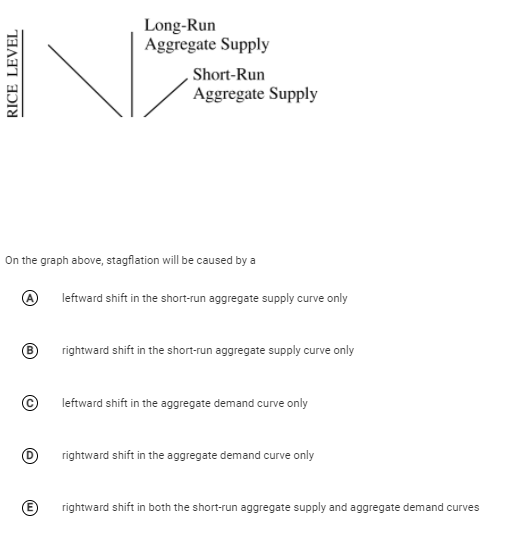 Long-Run
Aggregate Supply
Short-Run
Aggregate Supply
RICE LEVEL
On the graph above, stagflation will be caused by a
A leftward shift in the short-run aggregate supply curve only
B rightward shift in the short-run aggregate supply curve only
C leftward shift in the aggregate demand curve only
D rightward shift in the aggregate demand curve only
E rightward shift in both the short-run aggregate supply and aggregate demand curves